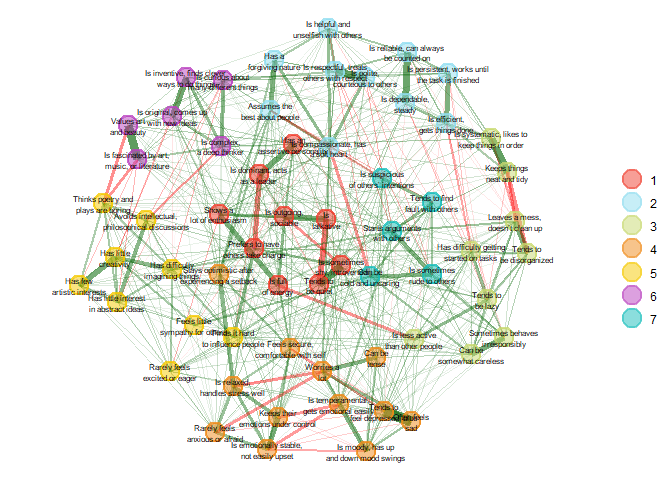 Is helpful and
unselfish with others
Is reliable, can always
be counted on
Has a
forgiving nature
Is respectful, treats
others with respect
Is polite,
courteous to others
Is persistent, works until
the task is finished
Is inventive, finds clever
ways to do things
Is curious about
many different things
Is dependable,
steady
Assumes the
best about people
Is original, comes up
with new ideas
Values art
and beauty
Is efficient,
gets things done
Is systematic, likes to
keep things in order
Is complex,
a deep thinker
Has an
assertive personality
Is compassionate, has
a soft heart
Is fascinated by art,
music, or literature
Is dominant, acts
as a leader
Is suspicious
of others' intentions
Keeps things
neat and tidy
Thinks poetry and
plays are boring
Avoids intellectual,
philosophical discussions
Shows a
lot of enthusiasm
Is outgoing,
sociable
Is
talkative
Tends to find
fault with others
Starts arguments
with others
Leaves a mess,
doesn't clean up
Prefers to have
others take charge
Has difficulty getting
started on tasks
Tends to
be disorganized
Has little
creativity
Has difficulty
imagining things
Stays optimistic after
experiencing a setback
Is sometimes
Can be
cold and uncaring
Is sometimes
rude to others
Has few
artistic interests
Has little interest
in abstract ideas
Is full
of energy
Tends to
be quiet
Tends to
be lazy
Feels little
sympathy for others
Tends
it hard
to influence people
Is less active
than other people
Sometimes behaves
irresponsibly
Feels secure,
comfortable with self
Can be
tense
Can be
somewhat careless
Rarely feels
excited or eager
Worries a
lot
Is relaxed,
handles stress well
Is temperamental,
gets emotional easily
Keeps their
emotions under control
Tends to
feel depressed, blue
Often feels
sad
Rarely feels
anxious or afraid
Is emotionally stable,
not easily upset
Is moody, has up
and down mood swings
1
2
3
4
5
6
7